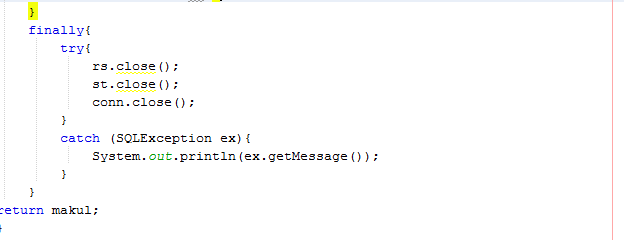 }
finally{
try{
rs.close();
st.close();
conn.close();
}
catch (SQLException ex){
System.out.println(ex.getMessage());
}
}
return makul;
}